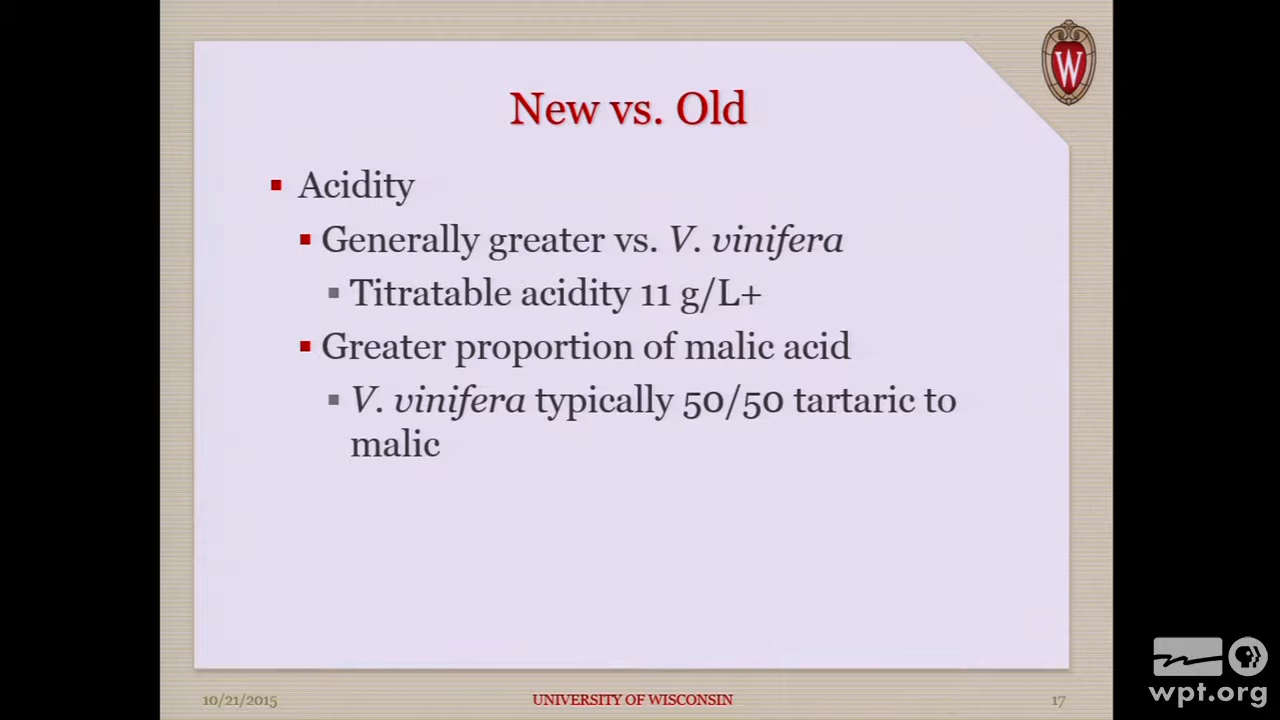 W
New vs. Old
Acidity
Generally greater vs. V. vinifera
Titratable acidity 11 g/L+
Greater proportion of malic acid
V. vinifera typically 50/50 tartaric to
malic
10/21/2015
UNIVERSITY OF WISCONSIN
17
wpt.org